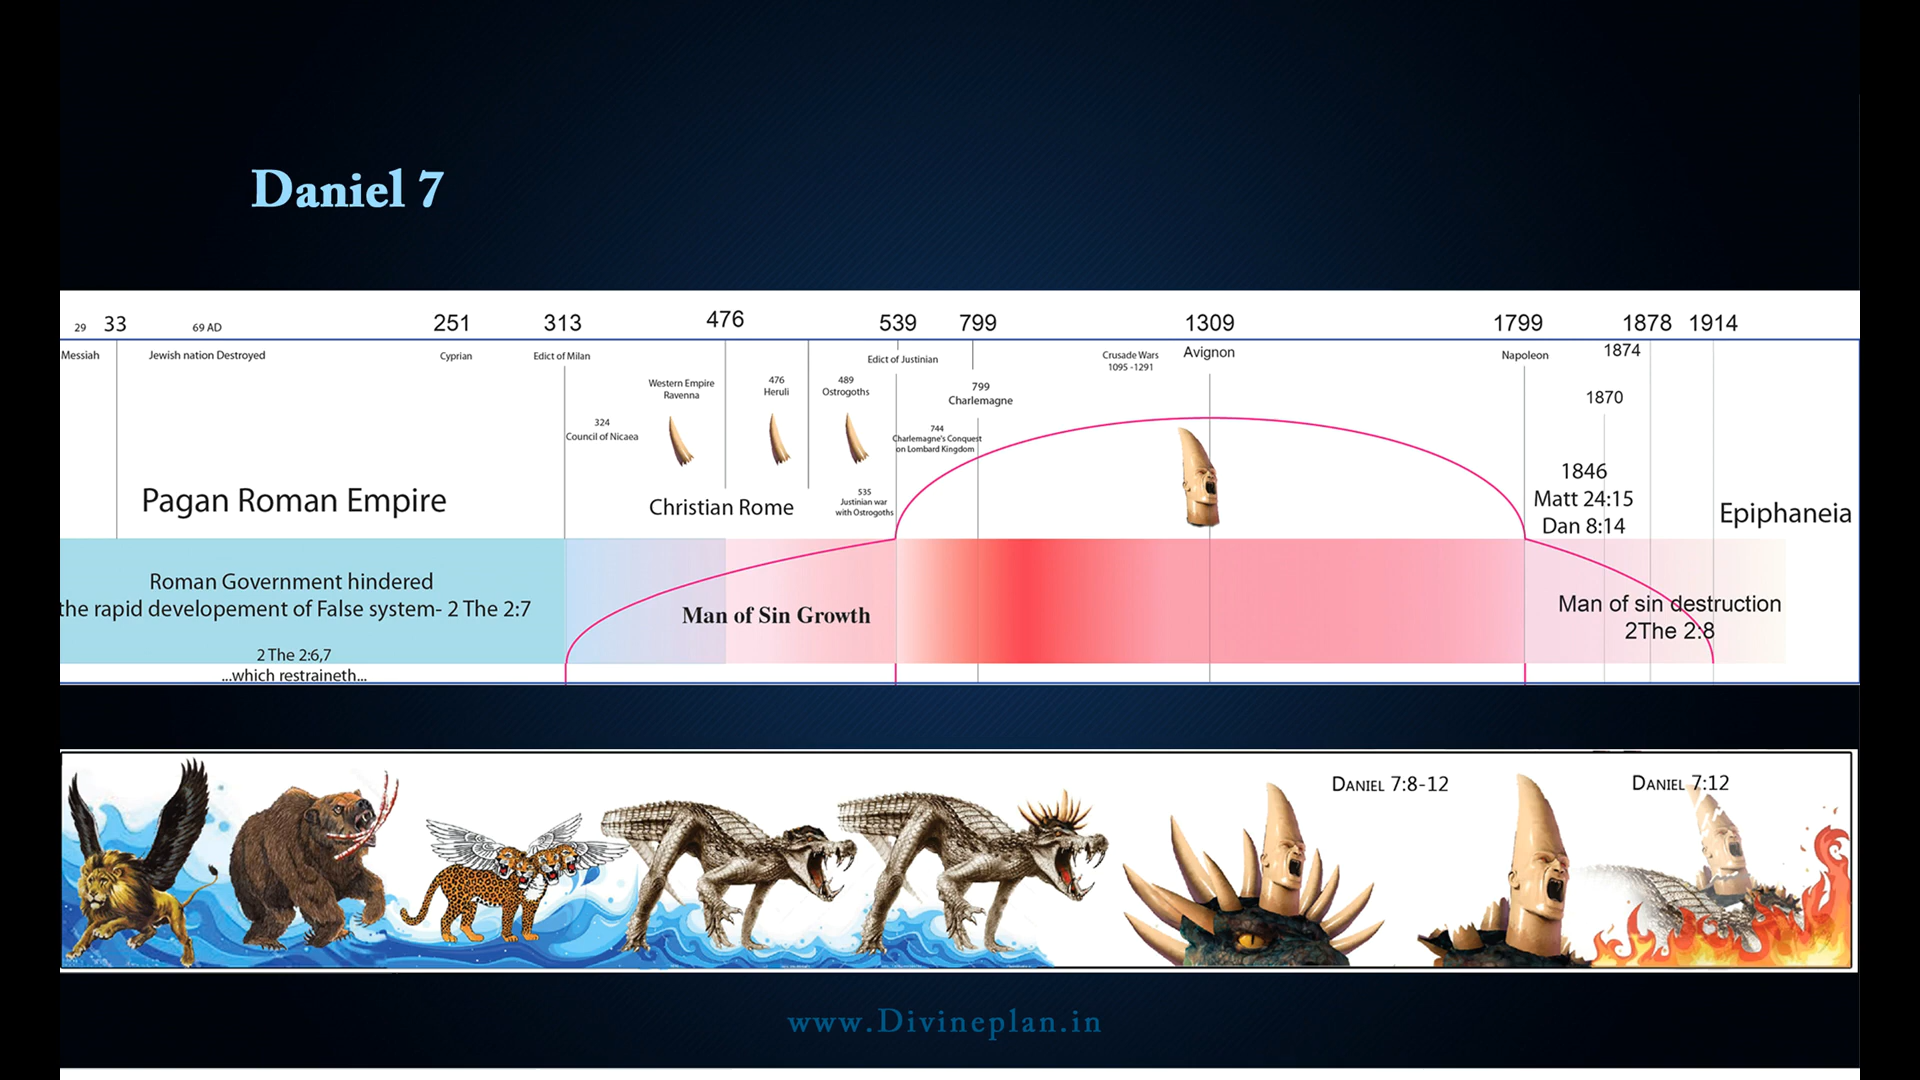 Daniel 7
29 33 69 AD 251 313 476 539 799 1309 1799 1878 1914
Messiah
Jewish nation Destroyed
Cyprian
Edict of Milan
Edict of Justinian
Crusade Wars
1095 -1291
Avignon
Napoleon
1874
Western Empire
Ravenna
476
Heruli
489
Ostrogoths
799
Charlemagne
1870
324
Council of Nicaea
744
Charlemagne's Conquest
on Lombard Kingdom
1846
Matt 24:15
Dan 8:14
Pagan Roman Empire
Christian Rome
535
Justinian war
with Ostrogoths
Epiphaneia
Roman Government hindered
the rapid developement of False system- 2 The 2:7
2 The 2:6,7
...which restraineth...
Man of Sin Growth
Man of sin destruction
2The 2:8
Daniel 7:8-12
Daniel 7:12
www.Divineplan.in